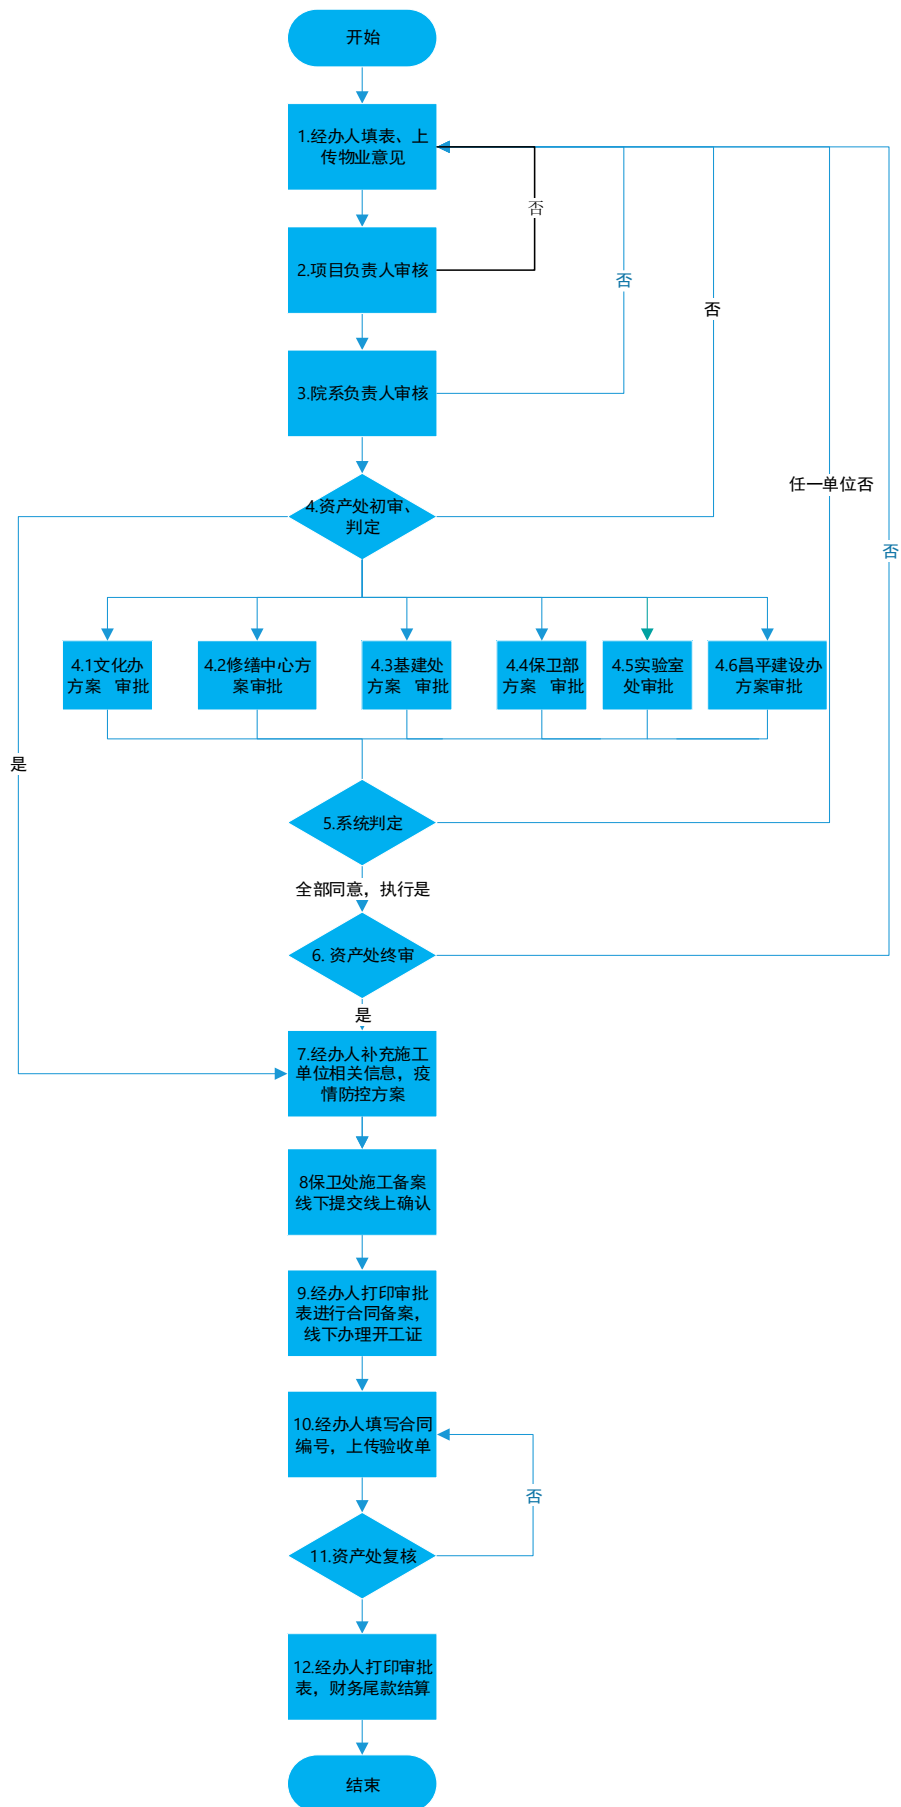 开始
1.经办人填表、上
传物业意见
否
2.项目负责人审核
否
否
3.院系负责人审核
任一单位否
4.资产处初审、
判定
否
4.1文化办
方案 审批
4.2修缮中心方
案审批
4.3基建处
方案 审批
4.4保卫部
方案 审批
4.5实验室
处审批
4.6昌平建设办
方案审批
是
5.系统判定
全部同意，执行是
6. 资产处终审
是
7.经办人补充施工
单位相关信息，疫
情防控方案
8保卫处施工备案
线下提交线上确认
9.经办人打印审批
表进行合同备案，
线下办理开工证
10.经办人填写合同
编号，上传验收单
否
11.资产处复核
12.经办人打印审批
表，财务尾款结算
结束